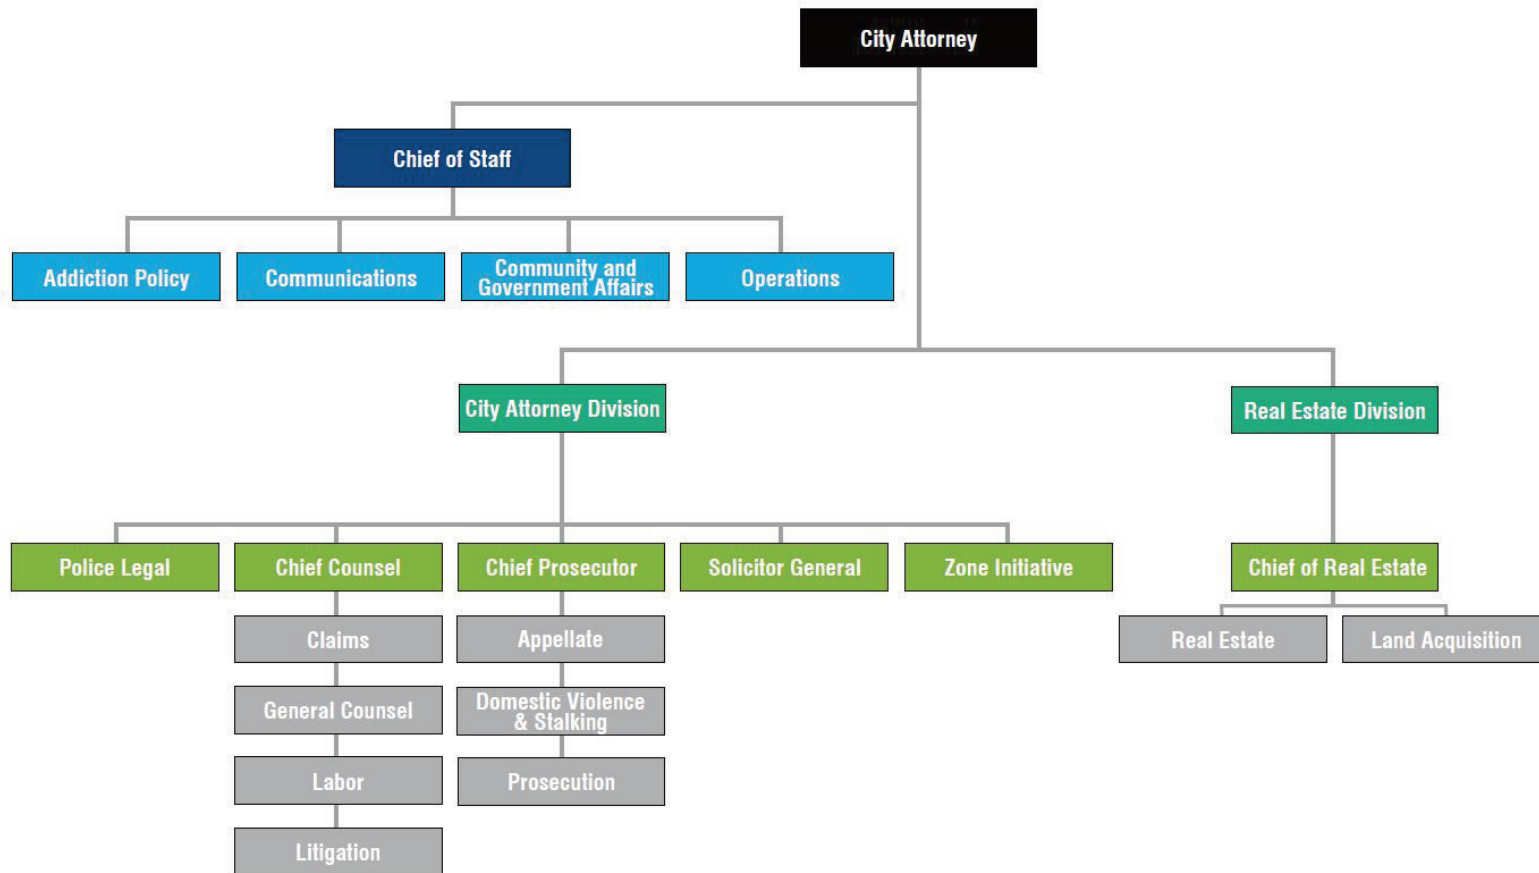 City Attorney
Chief of Staff
Addiction Policy
Communications
Community and
Government Affairs
Operations
City Attorney Division
Real Estate Division
Police Legal
Chief Counsel
Chief Prosecutor
Solicitor General
Zone Initiative
Chief of Real Estate
Claims
Appellate
Real Estate
Land Acquisition
General Counsel
Domestic Violence
& Stalking
Labor
Prosecution
Litigation